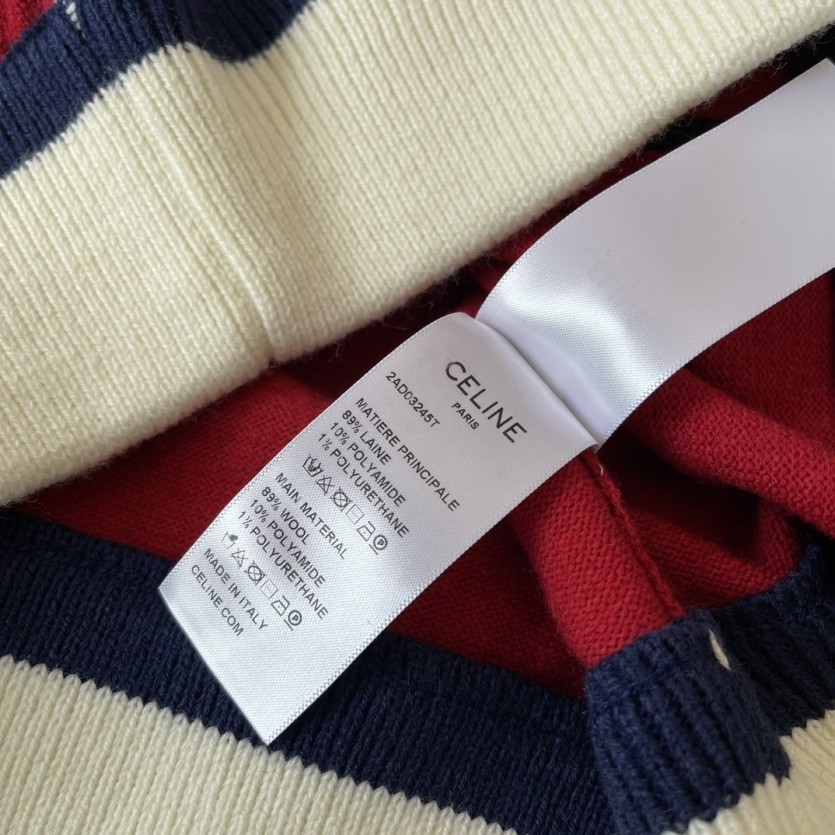 CELINE
PARIS
2AD03245T
MATIERE PRINCIPALE
89% LAINE
10% POLYAMIDE
1% POLYURETHANE
MAIN MATERIAL
89% WOOL
10% POLYAMIDE
1% POLYURETHANE
MADE IN ITALY
CELINE.COM